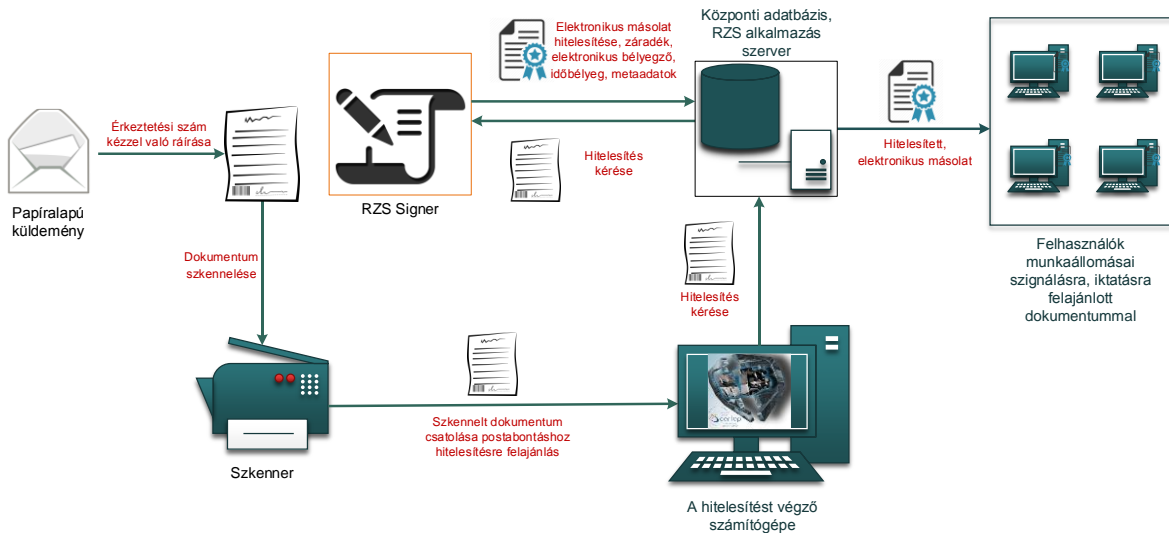 Központi adatbázis,
RZS alkalmazás
szerver
Elektronikus másolat
hitelesítése, záradék,
elektronikus bélyegző,
időbélyeg, metaadatok
Érkeztetési szám
kézzel való ráírása
Hitelesítés
kérése
Hitelesített,
elektronikus másolat
Papíralapú
küldemény
RZS Signer
Dokumentum
szkennelése
Hitelesítés
kérése
Felhasználók
munkaállomásai
szignálásra, iktatásra
felajánlott
dokumentummal
Szkennelt dokumentum
csatolása postabontáshoz
hitelesítésre felajánlás
Szkenner
A hitelesítést végző
számítógépe